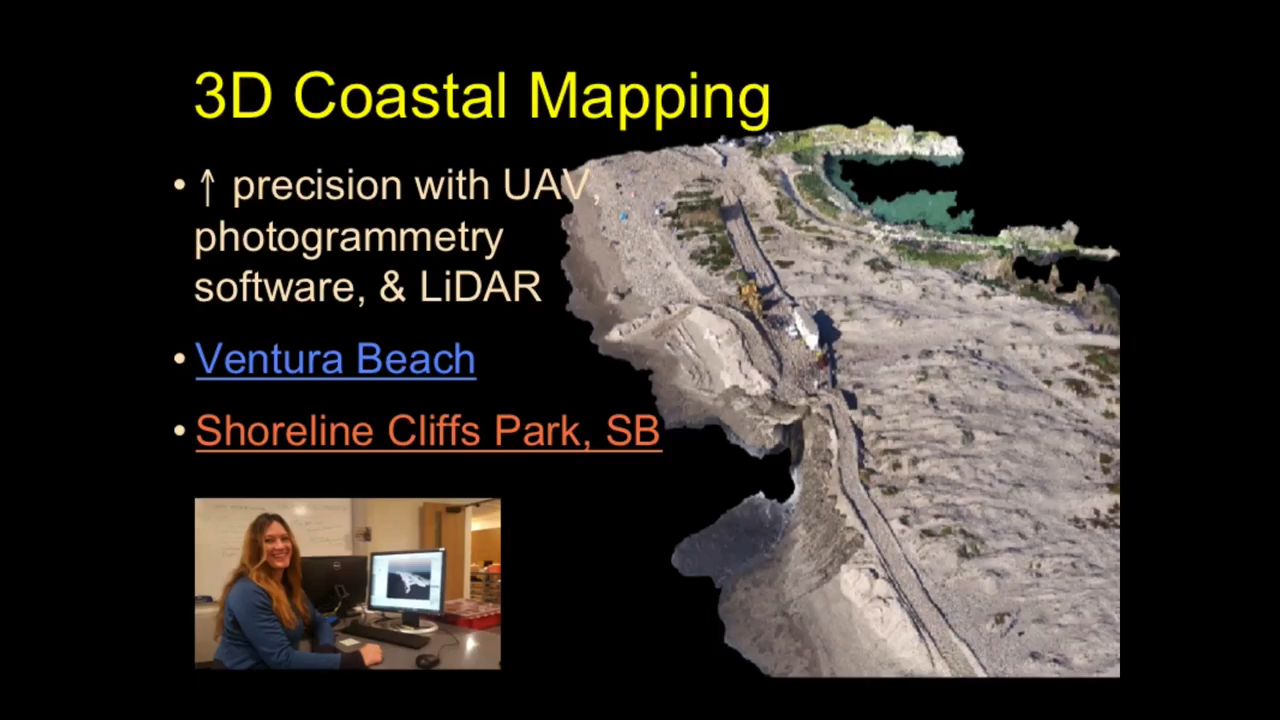 3D Coastal Mapping
• ↑ precision with UAV,
photogrammetry
software, & LiDAR
• Ventura Beach
• Shoreline Cliffs Park, SB